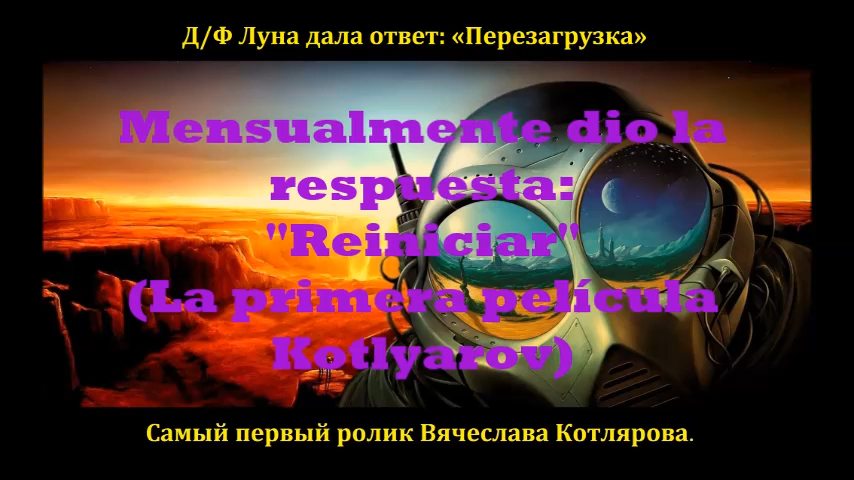 Д/Ф Луна дала ответ: «Перезагрузка»
Mensualmente dio la
respuesta:
"Reiniciar"
(La primera película
Kotlyarov)
Самый первый ролик Вячеслава Котлярова.